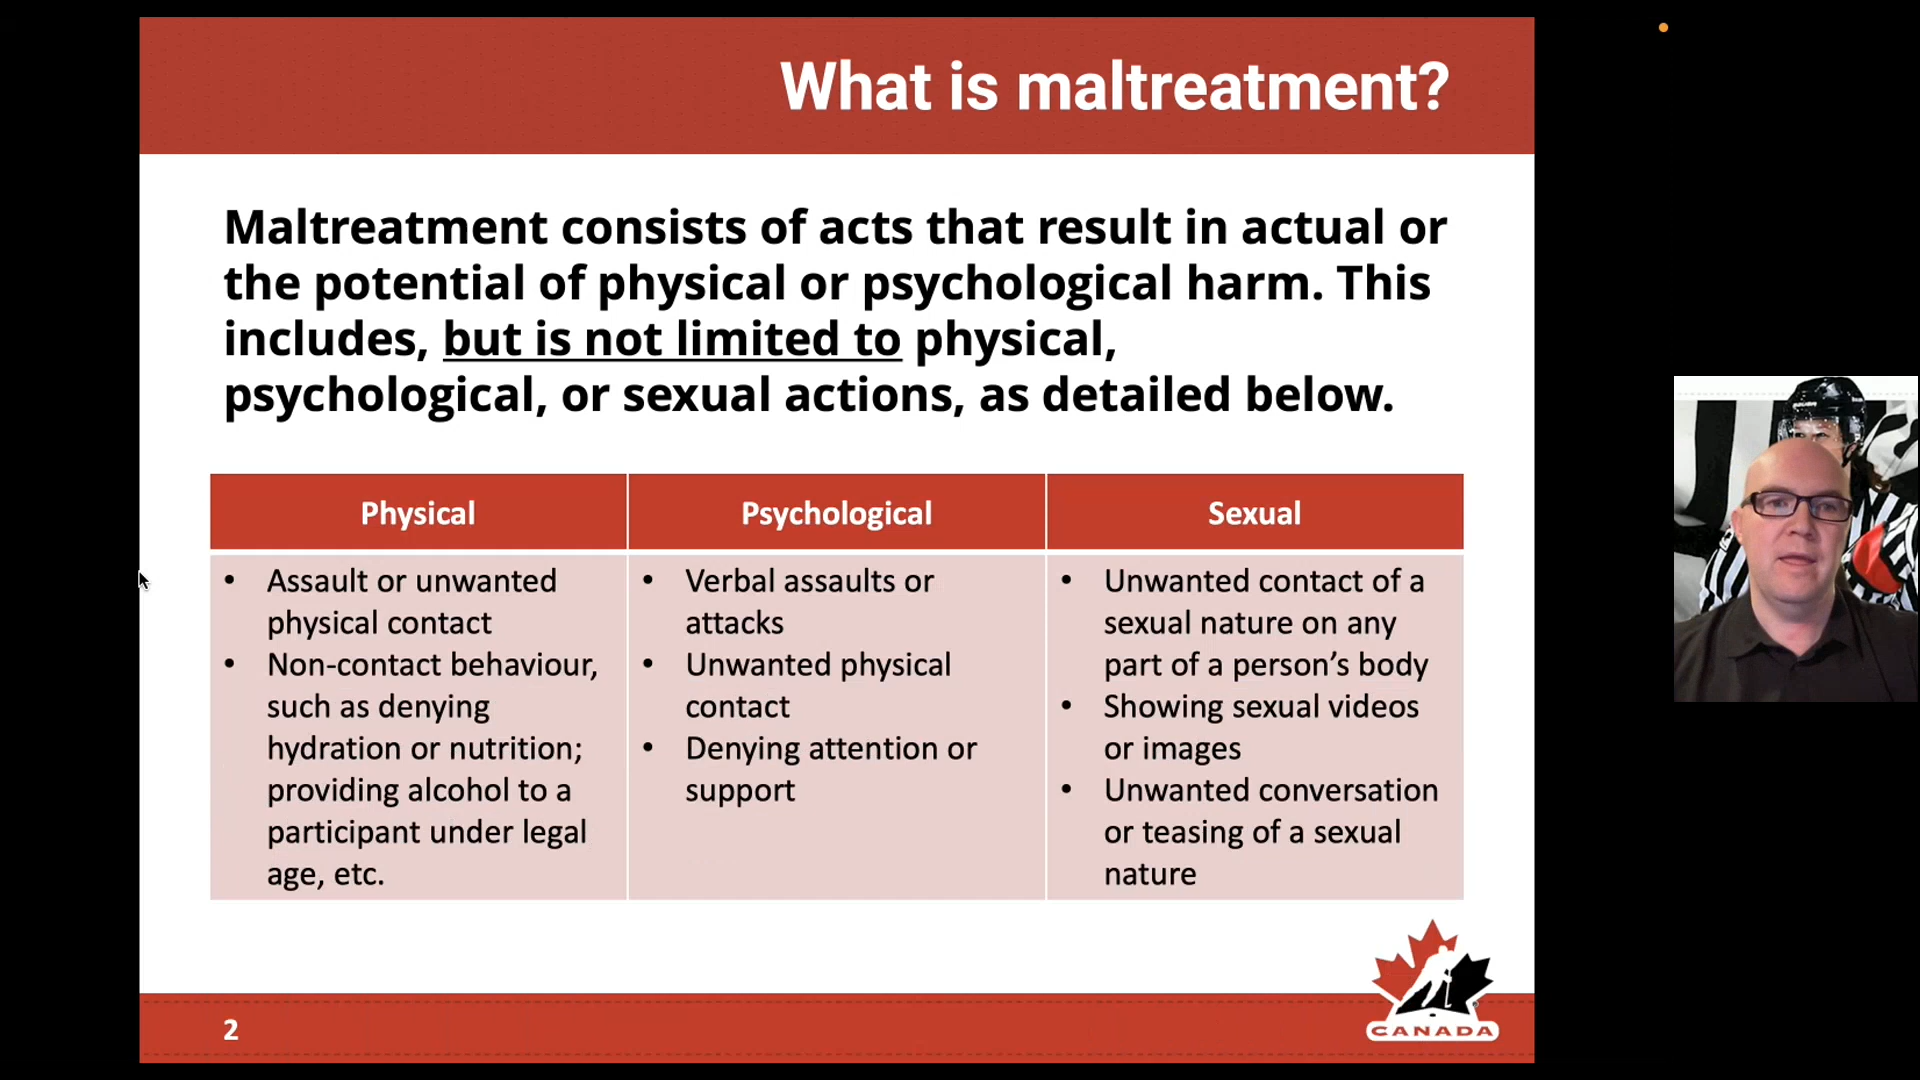 What is maltreatment?
Maltreatment consists of acts that result in actual or
the potential of physical or psychological harm. This
includes, but is not limited to physical,
psychological, or sexual actions, as detailed below.
Physical
• Assault or unwanted
physical contact
• Non-contact behaviour,
such as denying
hydration or nutrition;
providing alcohol to a
participant under legal
age, etc.
Psychological
• Verbal assaults or
attacks
• Unwanted physical
contact
• Denying attention or
support
Sexual
• Unwanted contact of a
sexual nature on any
part of a person’s body
• Showing sexual videos
or images
• Unwanted conversation
or teasing of a sexual
nature
2
CANADA